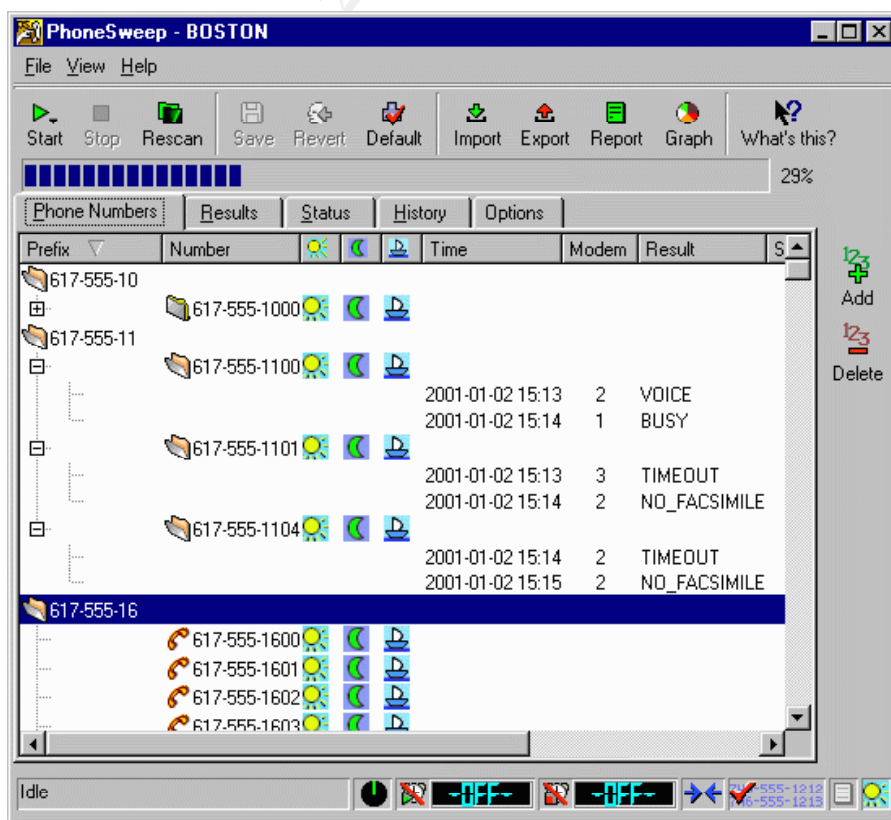 PhoneSweep - BOSTON
File View Help
Start Stop Rescan Save Revert Default Import Export Report Graph What's this?
29%
Phone Numbers Results Status History Options
Prefix Number Time Modem Result S
617-555-10
617-555-1000
617-555-11
617-555-1100
2001-01-02 15:13 2 VOICE
2001-01-02 15:14 1 BUSY
617-555-1101
2001-01-02 15:13 3 TIMEOUT
2001-01-02 15:14 2 NO_FACSIMILE
617-555-1104
2001-01-02 15:14 2 TIMEOUT
2001-01-02 15:15 2 NO_FACSIMILE
617-555-16
617-555-1600
617-555-1601
617-555-1602
617-555-1603
123
Add
123
Delete
Idle -OFF- -OFF-